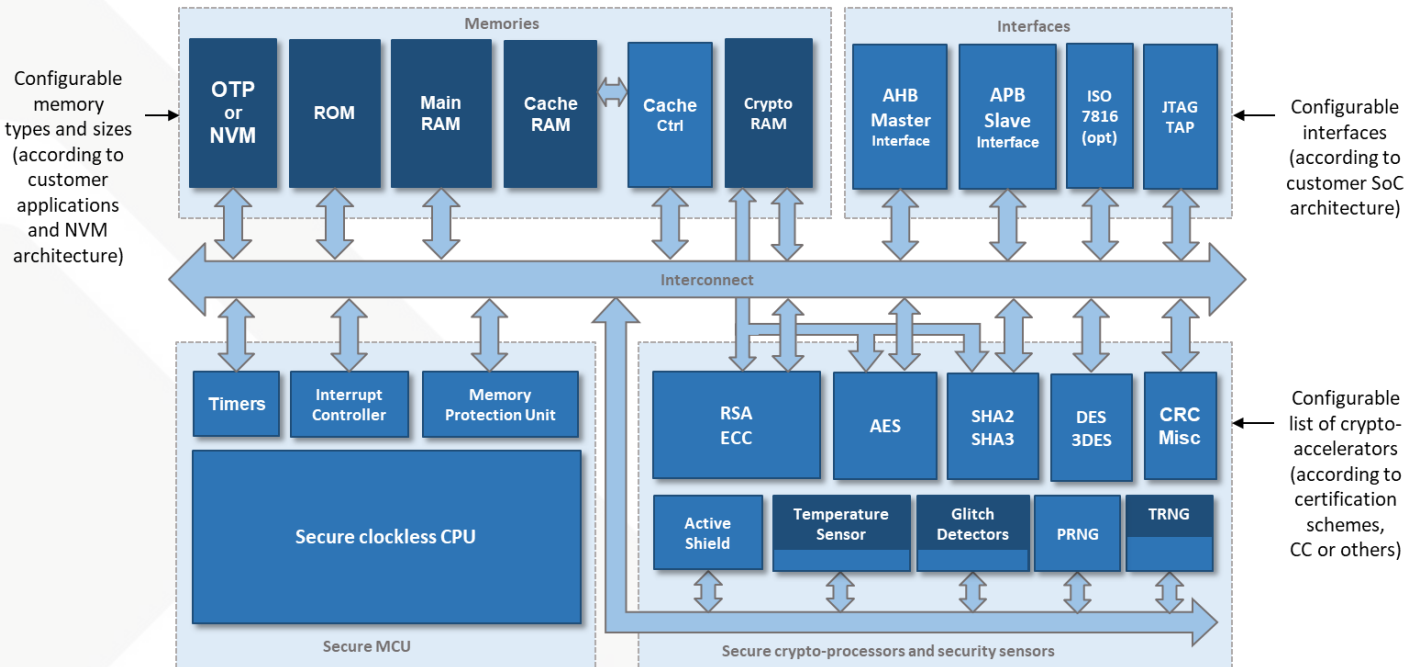 Memories
Interfaces
Configurable
memory
types and sizes
(according to
customer
applications
and NVM
architecture)
OTP
or
NVM
ROM
Main
RAM
Cache
RAM
Cache
Ctrl
Crypto
RAM
AHB
Master
Interface
APB
Slave
Interface
ISO
7816
(opt)
JTAG
TAP
Configurable
interfaces
(according to
customer SoC
architecture)
Interconnect
Timers
Interrupt
Controller
Memory
Protection Unit
Secure clockless CPU
Secure MCU
RSA
ECC
AES
SHA2
SHA3
DES
3DES
CRC
Misc
Active
Shield
Temperature
Sensor
Glitch
Detectors
PRNG
TRNG
Secure crypto-processors and security sensors
Configurable
list of crypto-
accelerators
(according to
certification
schemes,
CC or others)